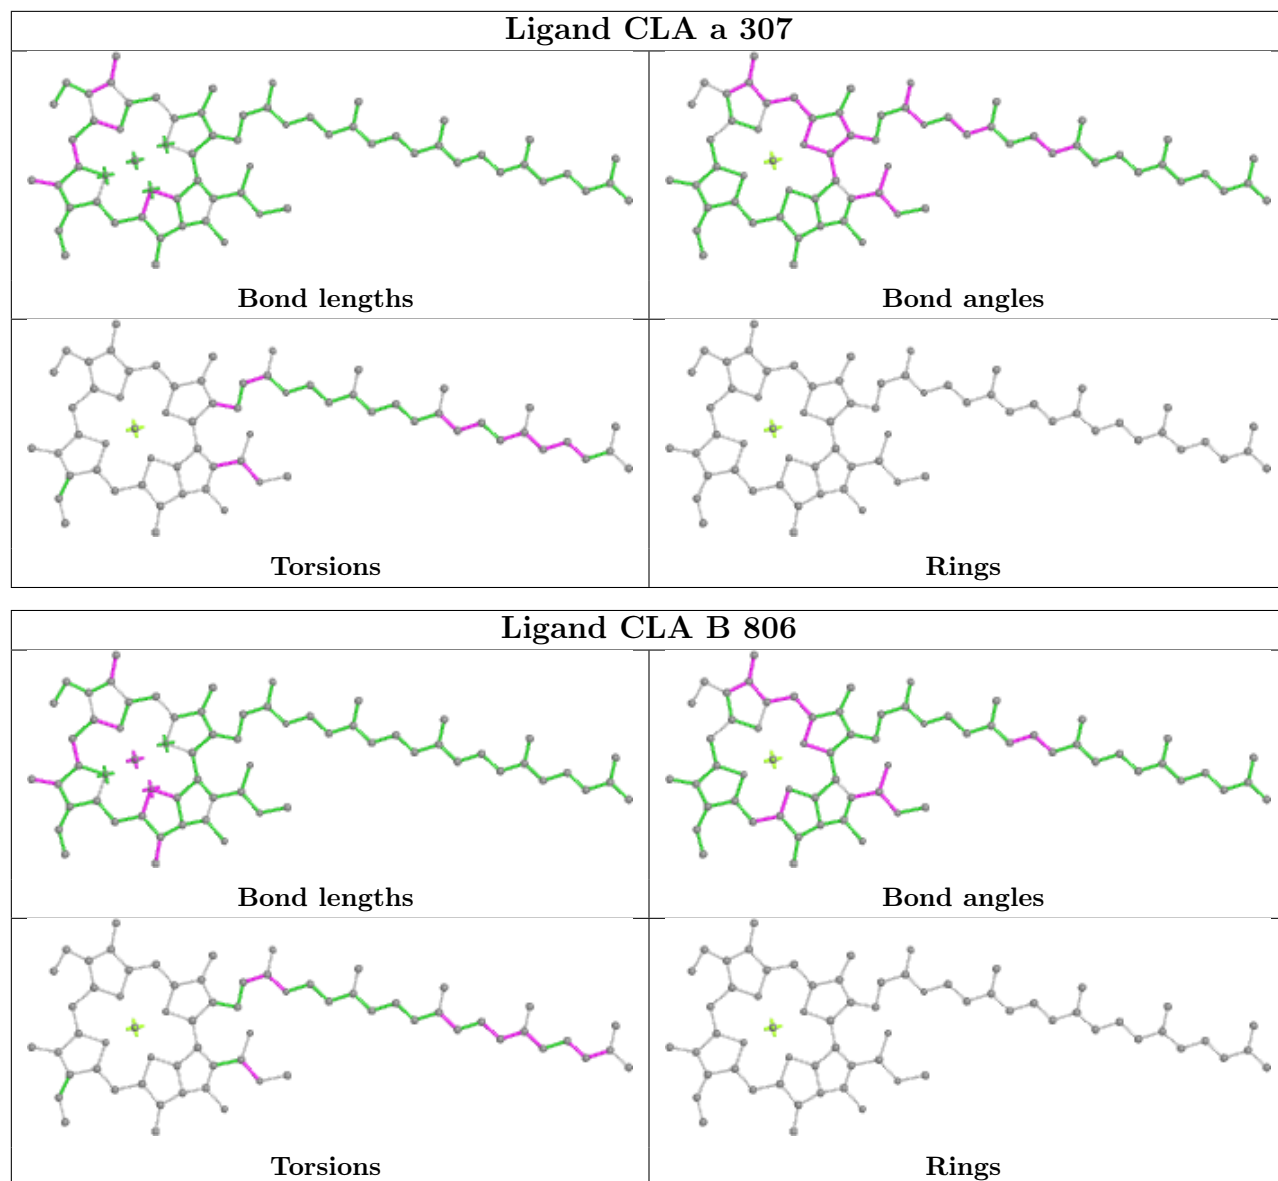 Ligand CLA a 307
Bond lengths
Bond angles
Torsions
Rings
Ligand CLA B 806
Bond lengths
Bond angles
Torsions
Rings